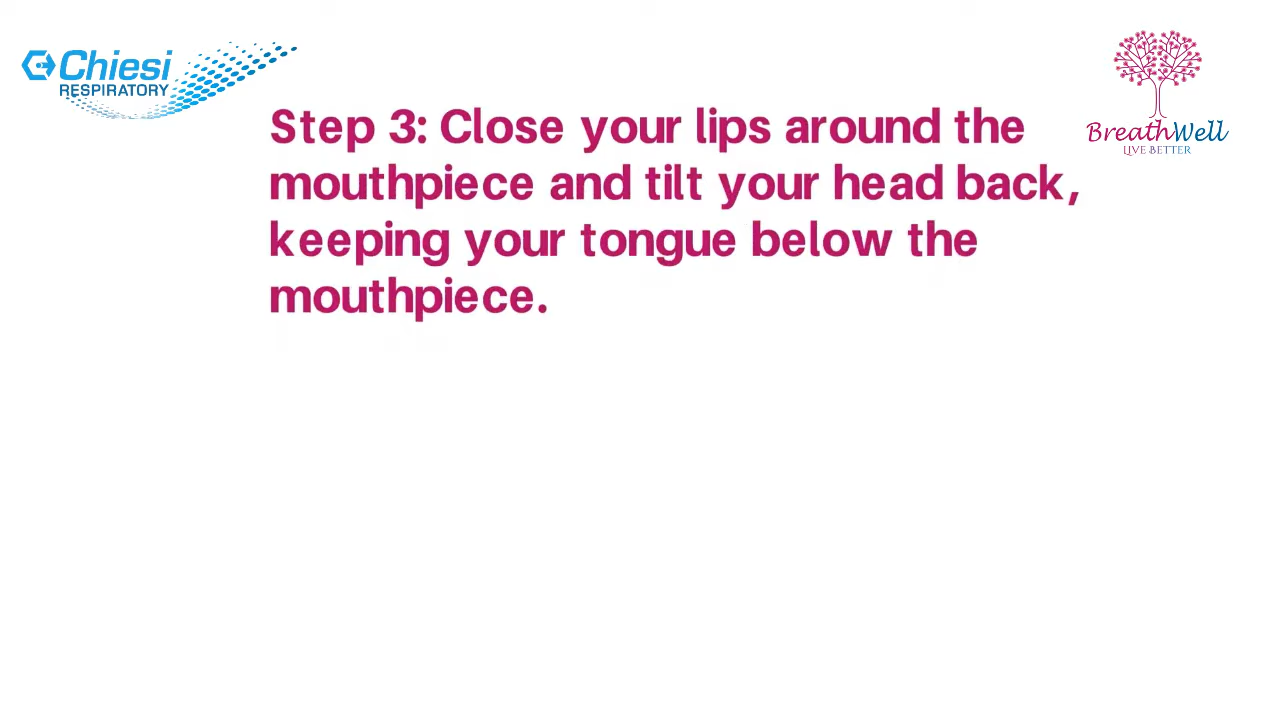 Chiesi
RESPIRATORY
BreathWell
LIVE BETTER
Step 3: Close your lips around the
mouthpiece and tilt your head back,
keeping your tongue below the
mouthpiece.